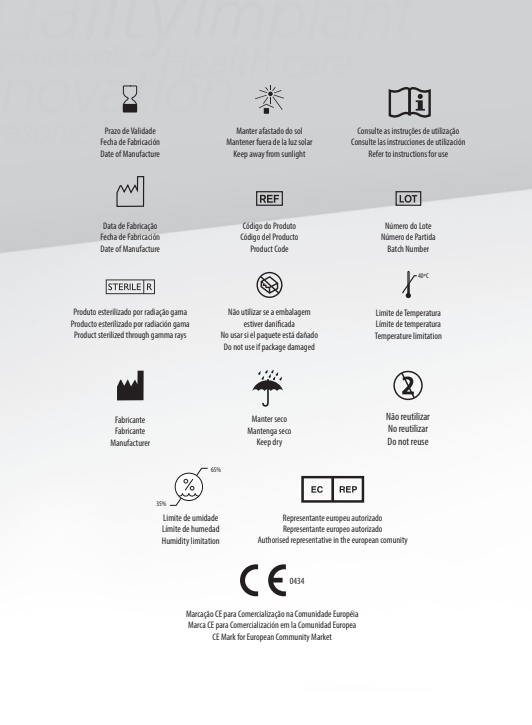 uality Implant
Health care
novation
Prazo de Validade
Fecha de Fabricación
Date of Manufacture
Manter afastado do sol
Mantener fuera de la luz solar
Keep away from sunlight
Consulte as instruções de utilização
Consulte las instrucciones de utilización
Refer to instructions for use
Data de Fabricação
Fecha de Fabricación
Date of Manufacture
REF
Código do Produto
Código del Producto
Product Code
LOT
Número do Lote
Número de Partida
Batch Number
STERILE R
Produto esterilizado por radiação gama
Producto esterilizado por radiación gama
Product sterilized through gamma rays
Não utilizar se a embalagem
estiver danificada
No usar si el paquete está dañado
Do not use if package damaged
40ºC
Limite de Temperatura
Límite de temperatura
Temperature limitation
Fabricante
Fabricante
Manufacturer
Manter seco
Mantenga seco
Keep dry
2
Não reutilizar
No reutilizar
Do not reuse
65%
%
35%
Limite de umidade
Límite de humedad
Humidity limitation
EC REP
Representante europeu autorizado
Representante europeo autorizado
Authorised representative in the european comunity
CE 0434
Marcação CE para Comercialização na Comunidade Européia
Marca CE para Comercialización em la Comunidad Europea
CE Mark for European Community Market